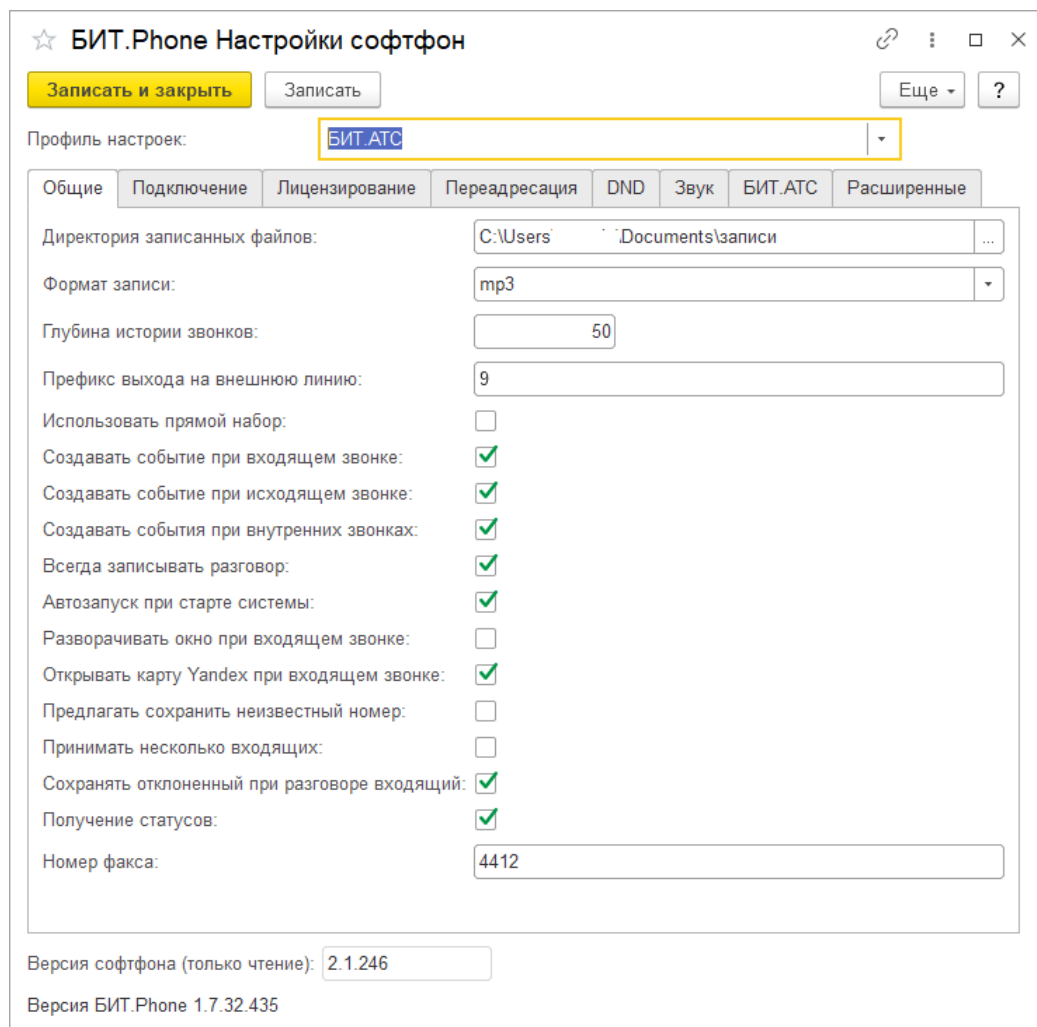 БИТ.Phone Настройки софтфон
Записать и закрыть Записать Еще ?
Профиль настроек: БИТ.АТС
Общие Подключение Лицензирование Переадресация DND Звук БИТ.АТС Расширенные
Директория записанных файлов: C:\Users \Documents\записи ...
Формат записи: mp3
Глубина истории звонков: 50
Префикс выхода на внешнюю линию: 9
Использовать прямой набор:
Создавать событие при входящем звонке:
Создавать событие при исходящем звонке:
Создавать события при внутренних звонках:
Всегда записывать разговор:
Автозапуск при старте системы:
Разворачивать окно при входящем звонке:
Открывать карту Yandex при входящем звонке:
Предлагать сохранить неизвестный номер:
Принимать несколько входящих:
Сохранять отклоненный при разговоре входящий:
Получение статусов:
Номер факса: 4412
Версия софтфона (только чтение): 2.1.246
Версия БИТ.Phone 1.7.32.435